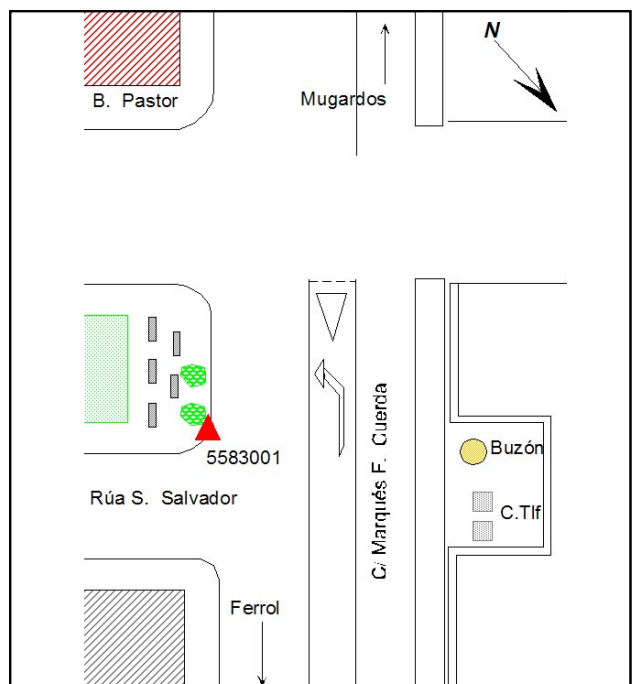 N
B. Pastor
Mugardos
C/ Marqués F. Cuerda
Buzón
5583001
Rúa S. Salvador
C.Tlf
Ferrol